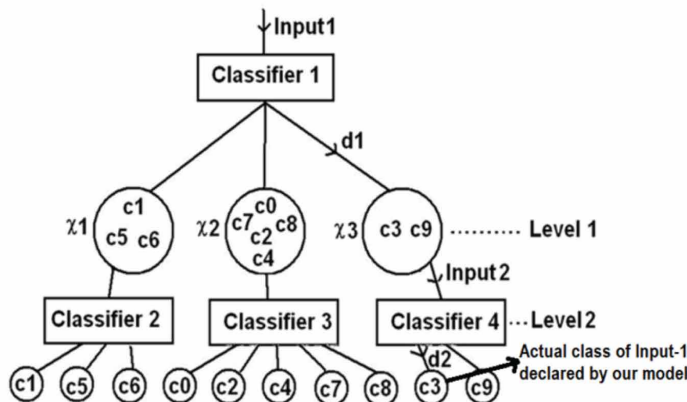 Input1
Classifier 1
d1
χ1
c1
c5 c6
χ2
c0
c7 c8
c2
c4
χ3
c3 c9
Level 1
Input 2
Classifier 2
Classifier 3
Classifier 4
Level2
d2
Actual class of Input-1
declared by our model
c1 c5 c6 c0 c2 c4 c7 c8 c3 c9